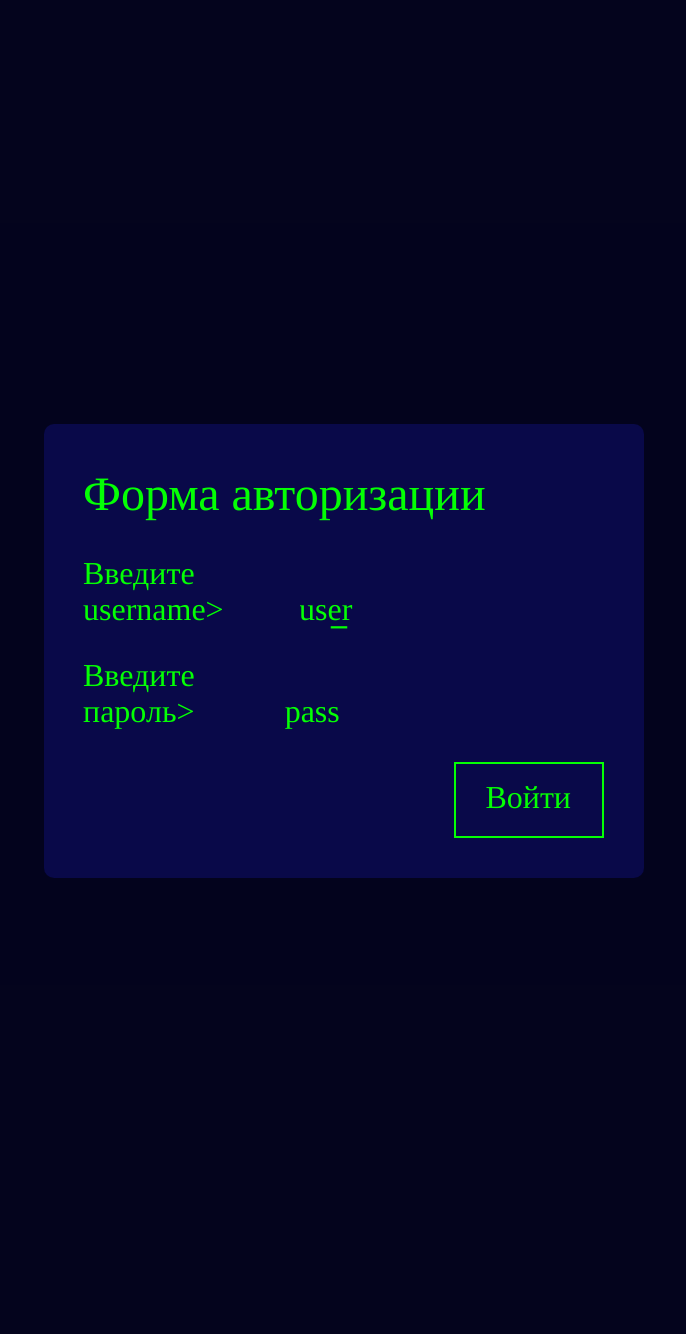 Форма авторизации
Введите
username> user
Введите
пароль> pass
Войти